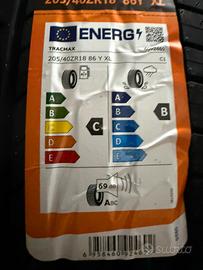 205/40ZR18 86Y XL
ENERG
TRACMAX
205/40ZR18 86 Y XL
C1
A
B
C
D
E
C
A
B
C
D
E
B
69 dB
ABC
subito